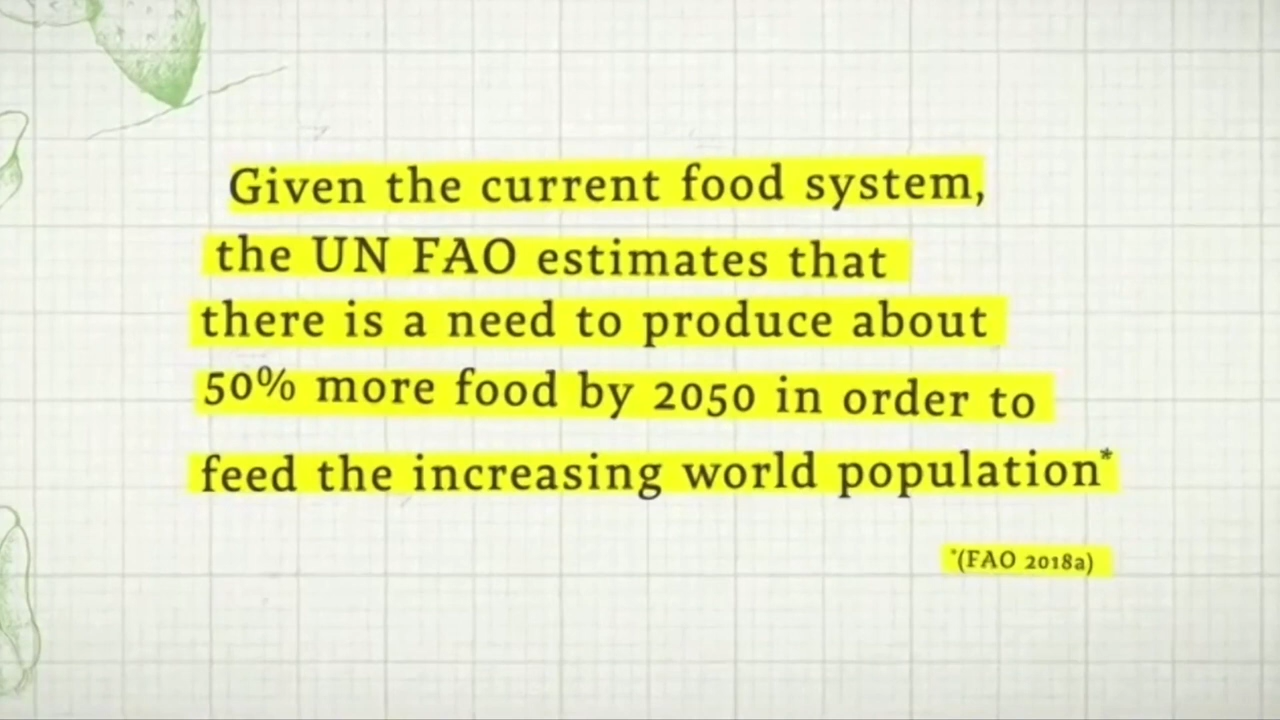 Given the current food system,
the UN FAO estimates that
there is a need to produce about
50% more food by 2050 in order to
feed the increasing world population*
*(FAO 2018a)